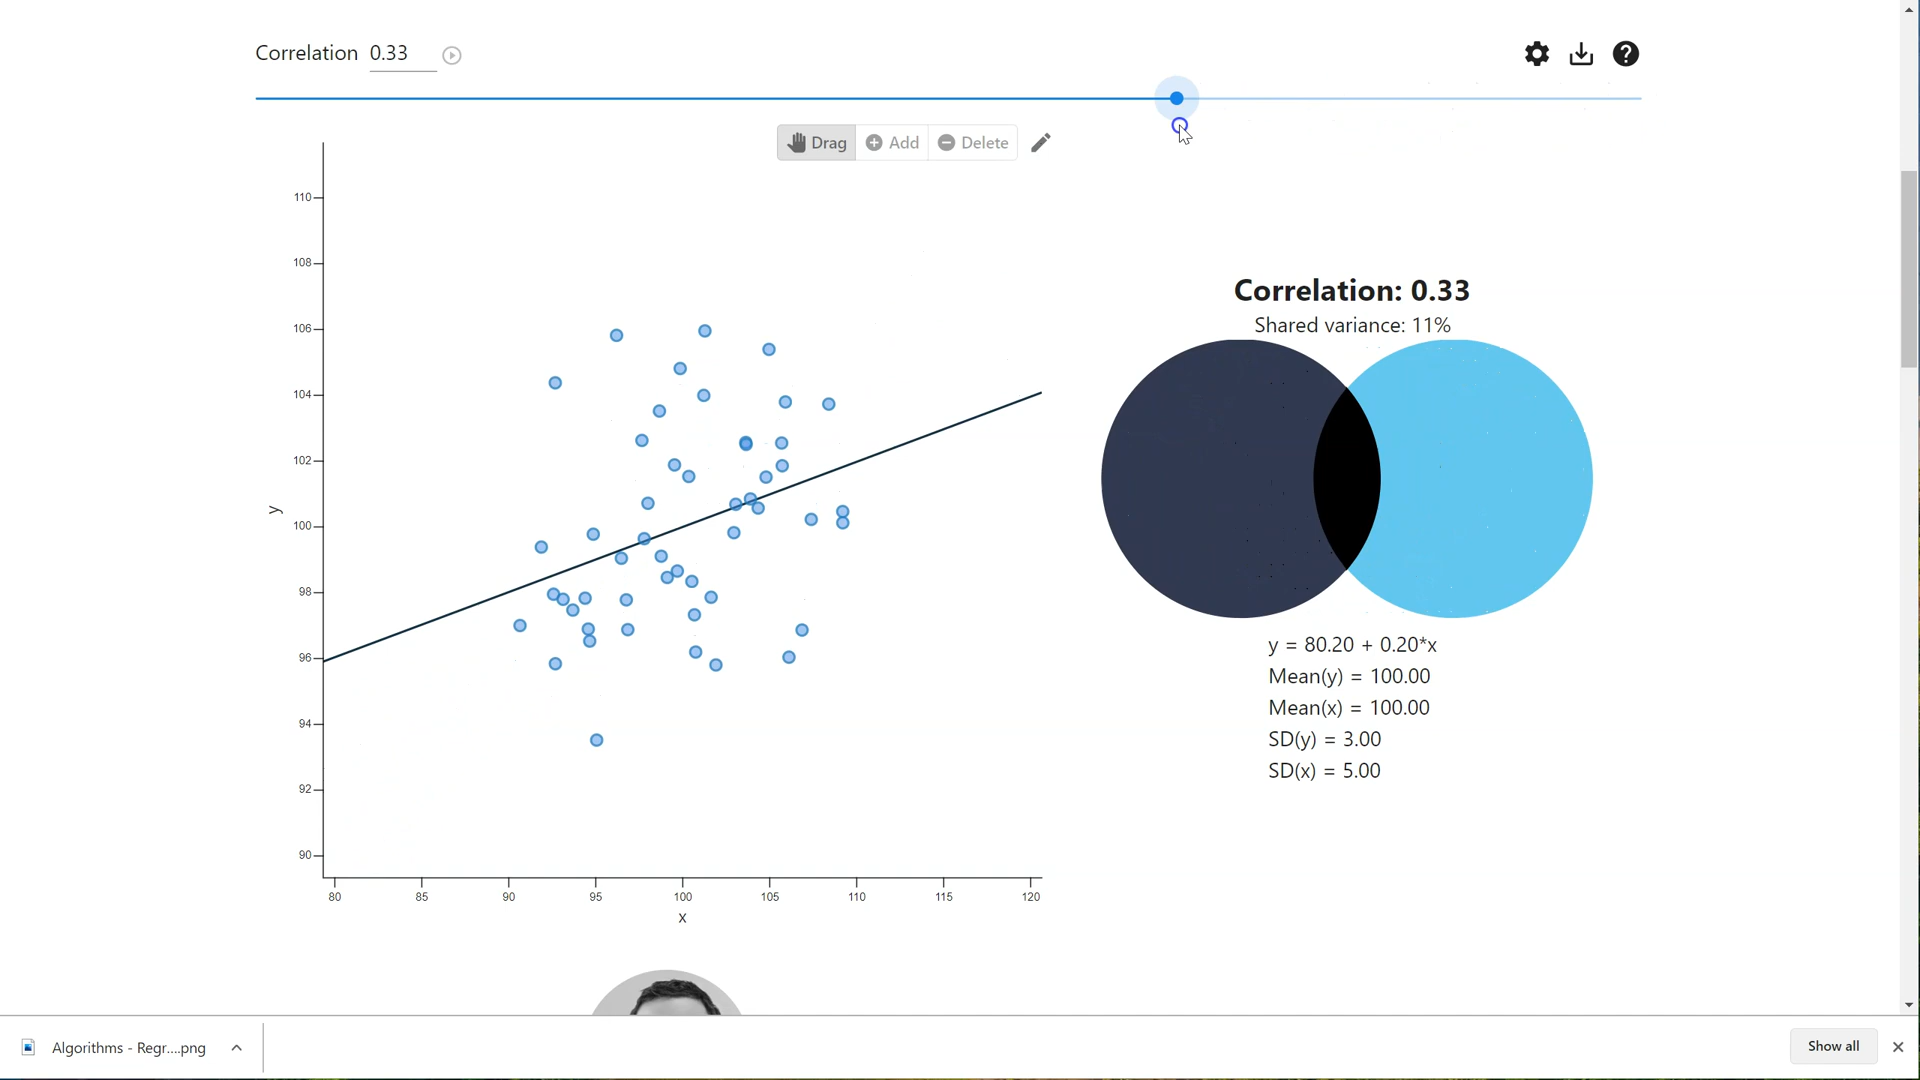 Correlation 0.33
Drag Add Delete
110
108
106
104
102
100
98
96
94
92
90
y
80 85 90 95 100 105 110 115 120
x
Correlation: 0.33
Shared variance: 11%
y = 80.20 + 0.20*x
Mean(y) = 100.00
Mean(x) = 100.00
SD(y) = 3.00
SD(x) = 5.00
Algorithms - Regr....png
Show all